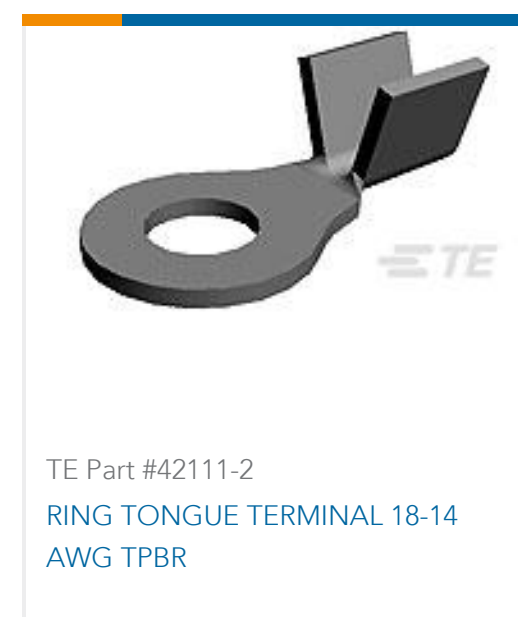 TE
TE Part #42111-2
RING TONGUE TERMINAL 18-14
AWG TPBR